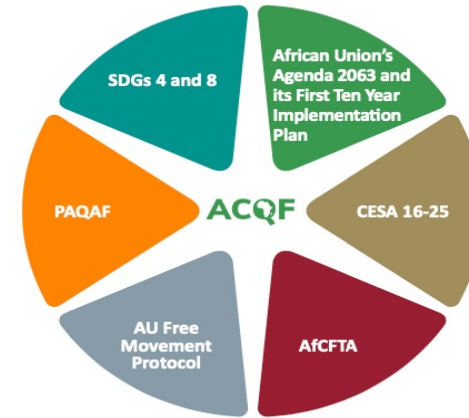 SDGs 4 and 8
African Union's
Agenda 2063 and
its First Ten Year
Implementation
Plan
PAQAF
ACQF
CESA 16-25
AU Free
Movement
Protocol
AfCFTA